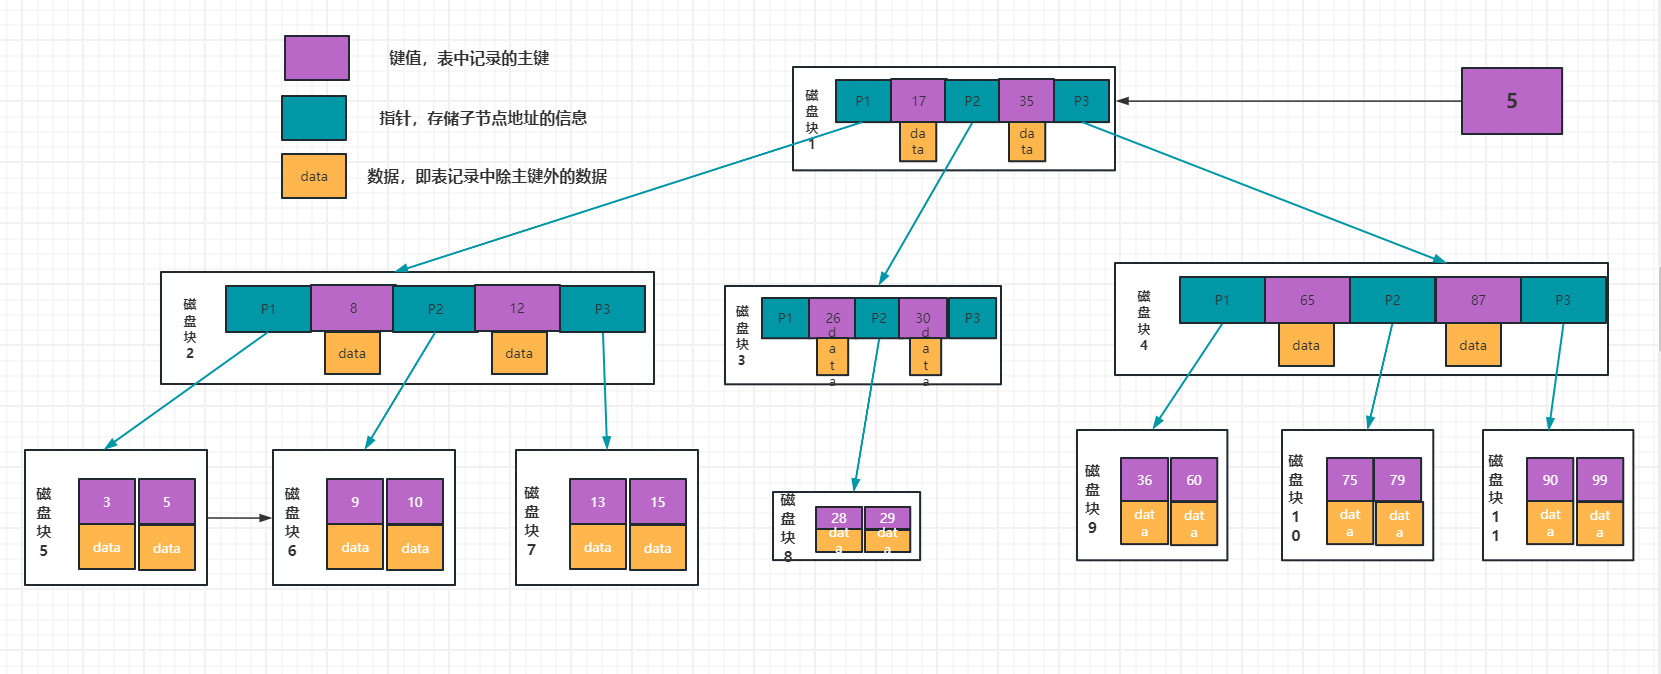 键值，表中记录的主键
指针，存储子节点地址的信息
data
数据，即表记录中除主键外的数据
磁
盘
块
1
P1 17 P2 35 P3
da
ta
da
ta
5
磁
盘
块
2
P1 8 P2 12 P3
data data
磁
盘
块
3
P1 26 P2 30 P3
d
a
t
a
d
a
t
a
磁
盘
块
4
P1 65 P2 87 P3
data data
磁
盘
块
5
3 5
data data
磁
盘
块
6
9 10
data data
磁
盘
块
7
13 15
data data
磁
盘
块
8
28 29
dat
a
dat
a
磁
盘
块
9
36 60
dat
a
dat
a
磁
盘
块
1
0
75 79
dat
a
dat
a
磁
盘
块
1
1
90 99
dat
a
dat
a